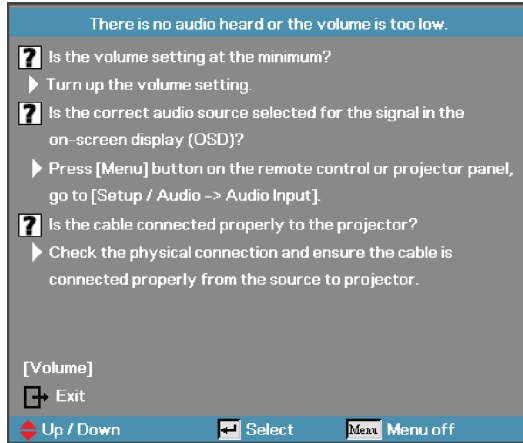 There is no audio heard or the volume is too low.
? Is the volume setting at the minimum?
Turn up the volume setting.
? Is the correct audio source selected for the signal in the
on-screen display (OSD)?
Press [Menu] button on the remote control or projector panel,
go to [Setup / Audio -> Audio Input].
? Is the cable connected properly to the projector?
Check the physical connection and ensure the cable is
connected properly from the source to projector.
[Volume]
Exit
Up / Down Select Menu Menu off